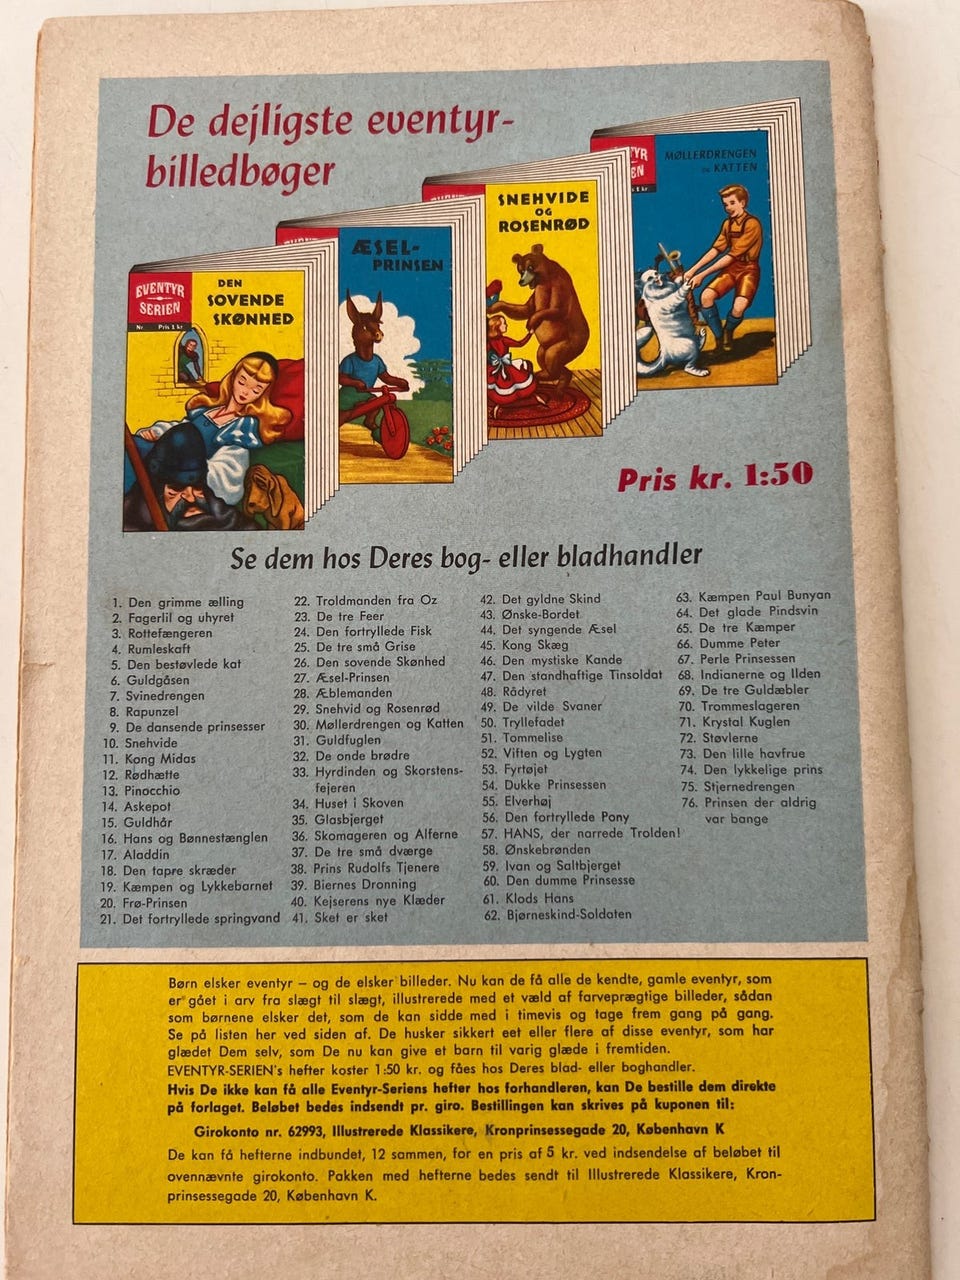 De dejligste eventyr-
billedbøger
EVENTYR
SERIEN
Nr. Pris 1 kr
DEN
SOVENDE
SKØNHED
ÆSEL-
PRINSEN
SNEHVIDE
OG
ROSENRØD
MØLLERDRENGEN
OG KATTEN
Pris kr. 1:50
Se dem hos Deres bog- eller bladhandler
1. Den grimme ælling
2. Fagerlil og uhyret
3. Rottefængeren
4. Rumleskaft
5. Den bestøvlede kat
6. Guldgåsen
7. Svinedrengen
8. Rapunzel
9. De dansende prinsesser
10. Snehvide
11. Kong Midas
12. Rødhætte
13. Pinocchio
14. Askepot
15. Guldhår
16. Hans og Bønnestænglen
17. Aladdin
18. Den tapre skræder
19. Kæmpen og Lykkebarnet
20. Frø-Prinsen
21. Det fortryllede springvand
22. Troldmanden fra Oz
23. De tre Feer
24. Den fortryllede Fisk
25. De tre små Grise
26. Den sovende Skønhed
27. Æsel-Prinsen
28. Æblemanden
29. Snehvid og Rosenrød
30. Møllerdrengen og Katten
31. Guldfuglen
32. De onde brødre
33. Hyrdinden og Skorstens-
fejeren
34. Huset i Skoven
35. Glasbjerget
36. Skomageren og Alferne
37. De tre små dværge
38. Prins Rudolfs Tjenere
39. Biernes Dronning
40. Kejserens nye Klæder
41. Sket er sket
42. Det gyldne Skind
43. Ønske-Bordet
44. Det syngende Æsel
45. Kong Skæg
46. Den mystiske Kande
47. Den standhaftige Tinsoldat
48. Rådyret
49. De vilde Svaner
50. Tryllefadet
51. Tommelise
52. Viften og Lygten
53. Fyrtøjet
54. Dukke Prinsessen
55. Elverhøj
56. Den fortryllede Pony
57. HANS, der narrede Trolden!
58. Ønskebrønden
59. Ivan og Saltbjerget
60. Den dumme Prinsesse
61. Klods Hans
62. Bjørneskind-Soldaten
63. Kæmpen Paul Bunyan
64. Det glade Pindsvin
65. De tre Kæmper
66. Dumme Peter
67. Perle Prinsessen
68. Indianerne og Ilden
69. De tre Guldæbler
70. Trommeslageren
71. Krystal Kuglen
72. Støvlerne
73. Den lille havfrue
74. Den lykkelige prins
75. Stjernedrengen
76. Prinsen der aldrig
var bange
Børn elsker eventyr – og de elsker billeder. Nu kan de få alle de kendte, gamle eventyr, som
er gået i arv fra slægt til slægt, illustrerede med et væld af farveprægtige billeder, sådan
som børnene elsker det, som de kan sidde med i timevis og tage frem gang på gang.
Se på listen her ved siden af. De husker sikkert eet eller flere af disse eventyr, som har
glædet Dem selv, som De nu kan give et barn til varig glæde i fremtiden.
EVENTYR-SERIEN's hefter koster 1:50 kr. og fåes hos Deres blad- eller boghandler.
Hvis De ikke kan få alle Eventyr-Seriens hefter hos forhandleren, kan De bestille dem direkte
på forlaget. Beløbet bedes indsendt pr. giro. Bestillingen kan skrives på kuponen til:
Girokonto nr. 62993, Illustrerede Klassikere, Kronprinsessegade 20, København K
De kan få hefterne indbundet, 12 sammen, for en pris af 5 kr. ved indsendelse af beløbet til
ovennævnte girokonto. Pakken med hefterne bedes sendt til Illustrerede Klassikere, Kron-
prinsessegade 20, København K.